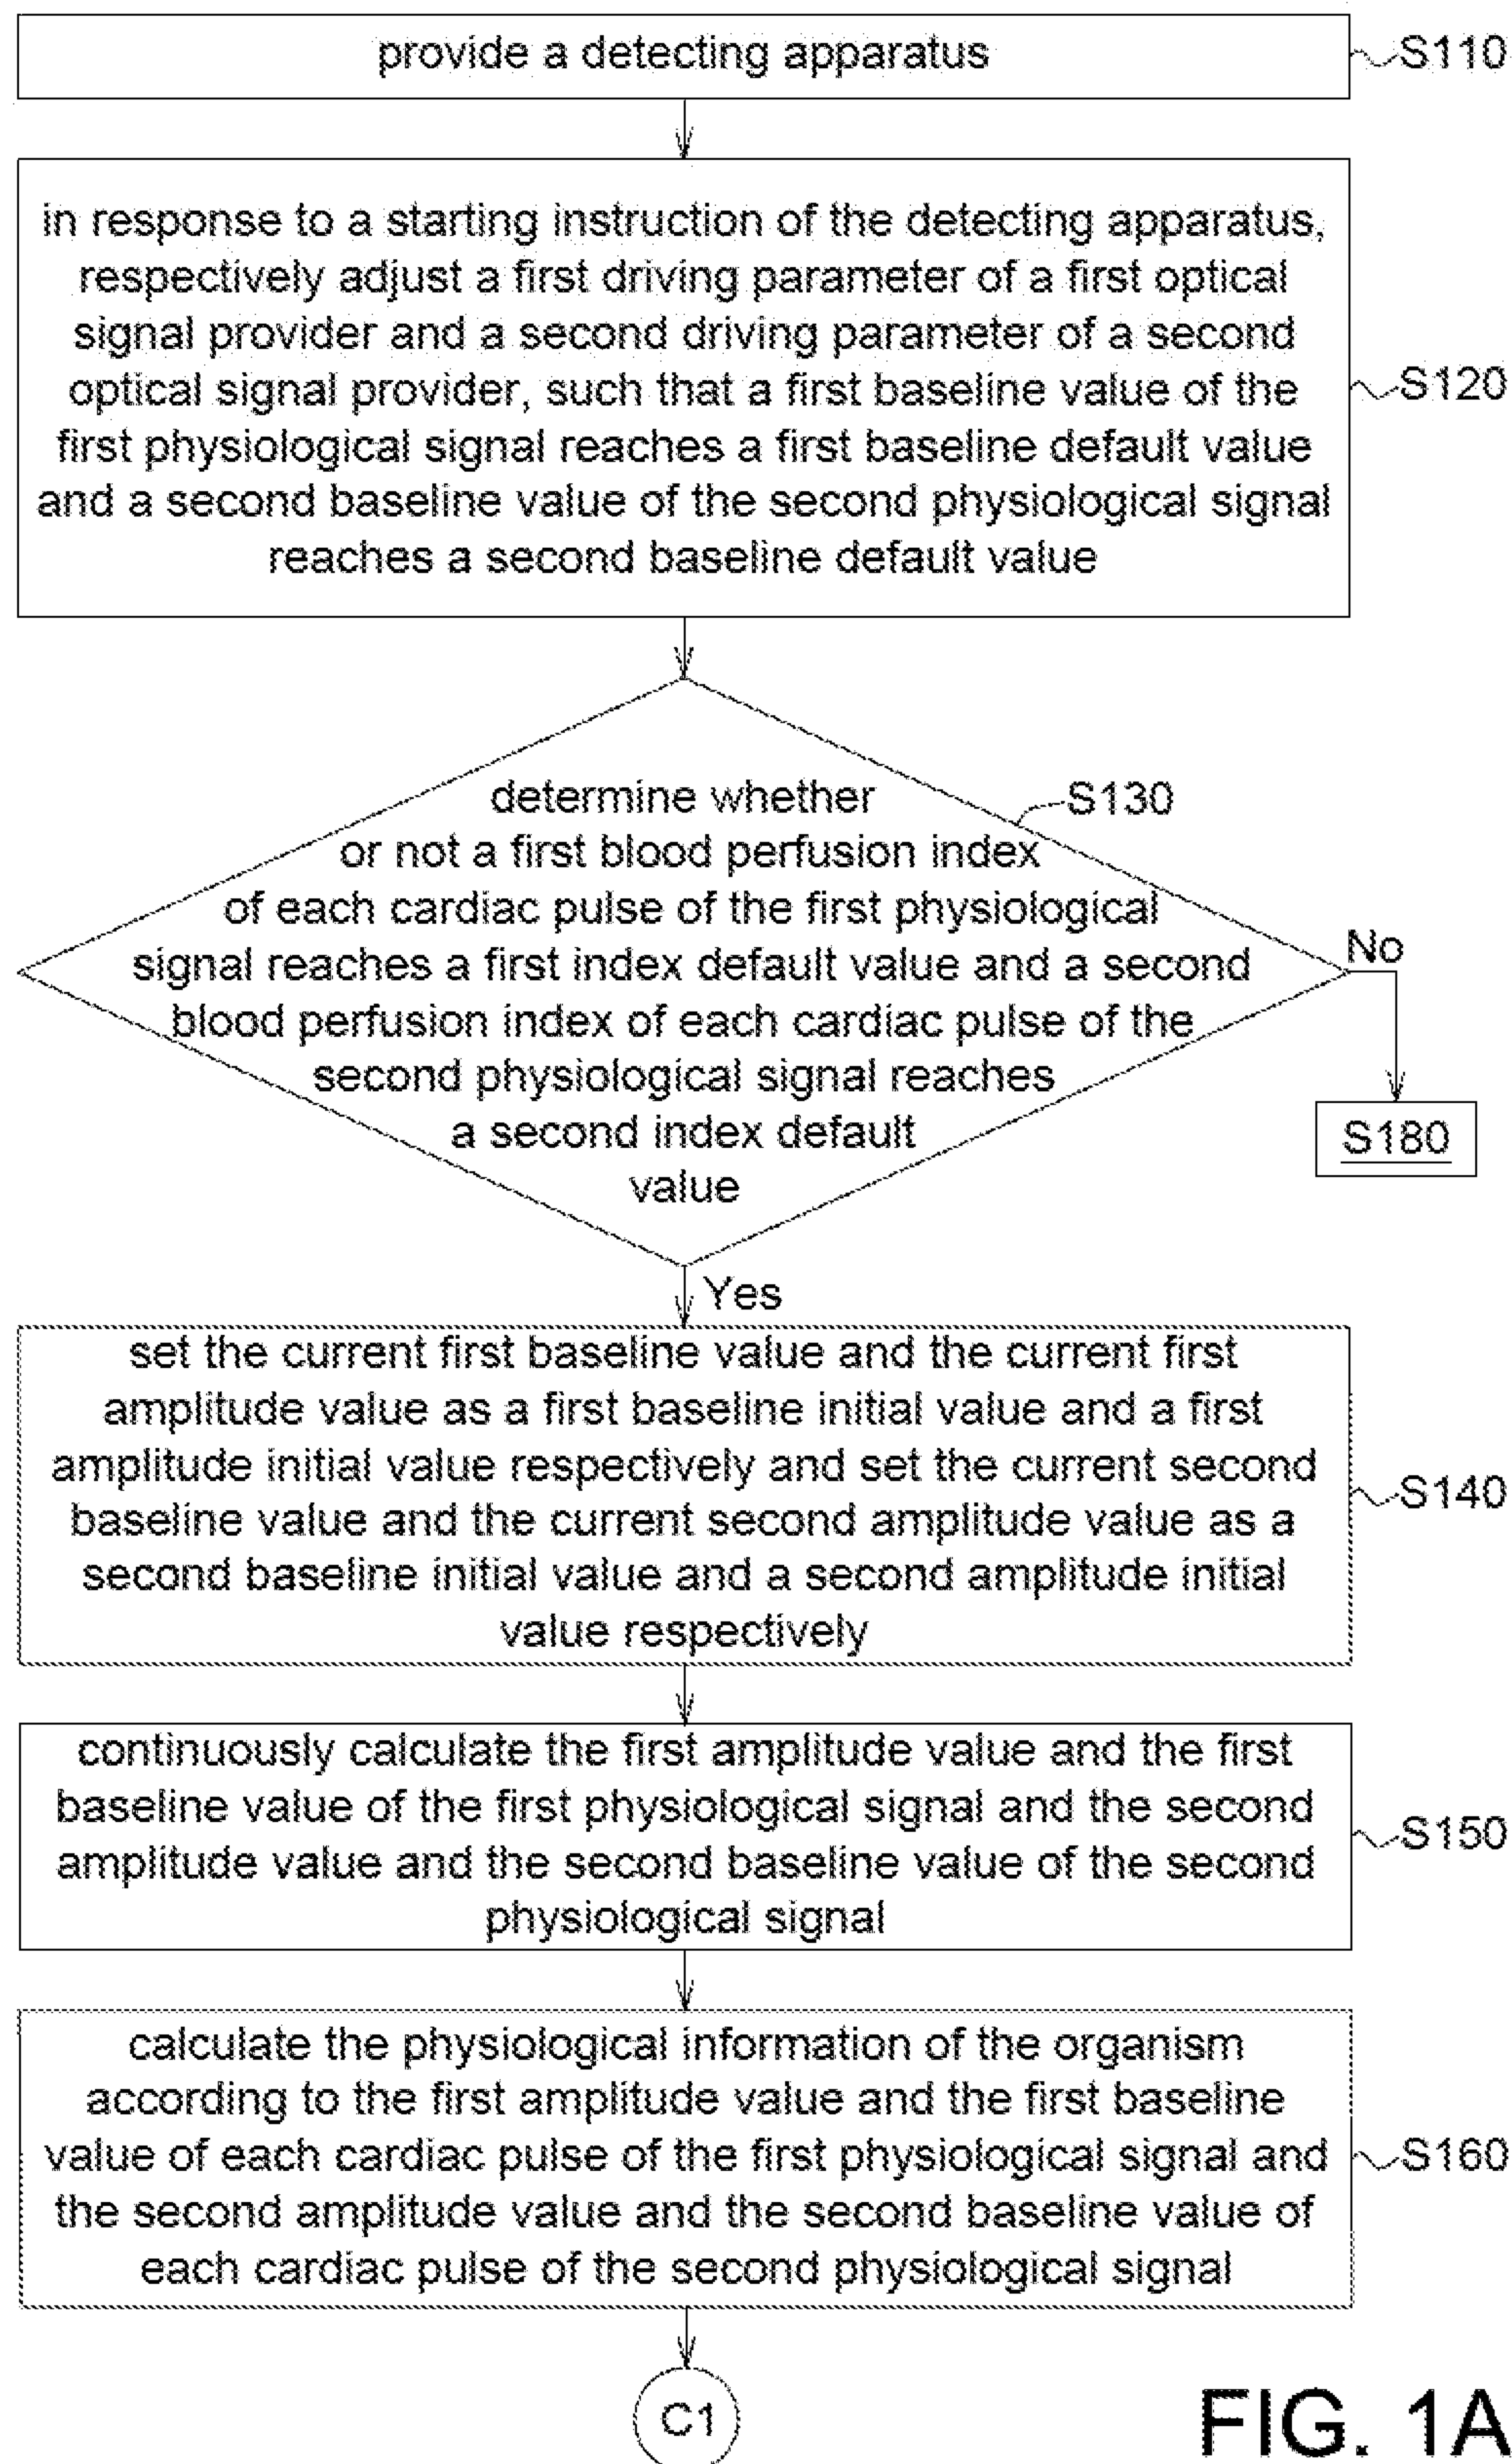 provide a detecting apparatus
S110
in response to a starting instruction of the detecting apparatus,
respectively adjust a first driving parameter of a first optical
signal provider and a second driving parameter of a second
optical signal provider, such that a first baseline value of the
first physiological signal reaches a first baseline default value
and a second baseline value of the second physiological signal
reaches a second baseline default value
S120
determine whether
or not a first blood perfusion index
of each cardiac pulse of the first physiological
signal reaches a first index default value and a second
blood perfusion index of each cardiac pulse of the
second physiological signal reaches
a second index default
value
S130
No
S180
Yes
set the current first baseline value and the current first
amplitude value as a first baseline initial value and a first
amplitude initial value respectively and set the current second
baseline value and the current second amplitude value as a
second baseline initial value and a second amplitude initial
value respectively
S140
continuously calculate the first amplitude value and the first
baseline value of the first physiological signal and the second
amplitude value and the second baseline value of the second
physiological signal
S150
calculate the physiological information of the organism
according to the first amplitude value and the first baseline
value of each cardiac pulse of the first physiological signal and
the second amplitude value and the second baseline value of
each cardiac pulse of the second physiological signal
S160
C1
FIG. 1A